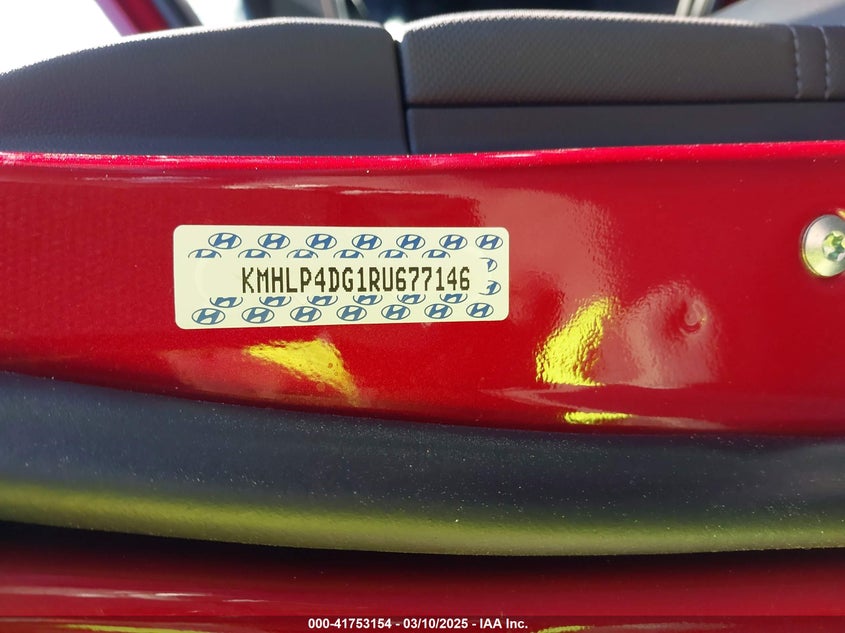 KMHLP4DG1RU677146
000-41753154 — 03/10/2025 — IAA Inc.